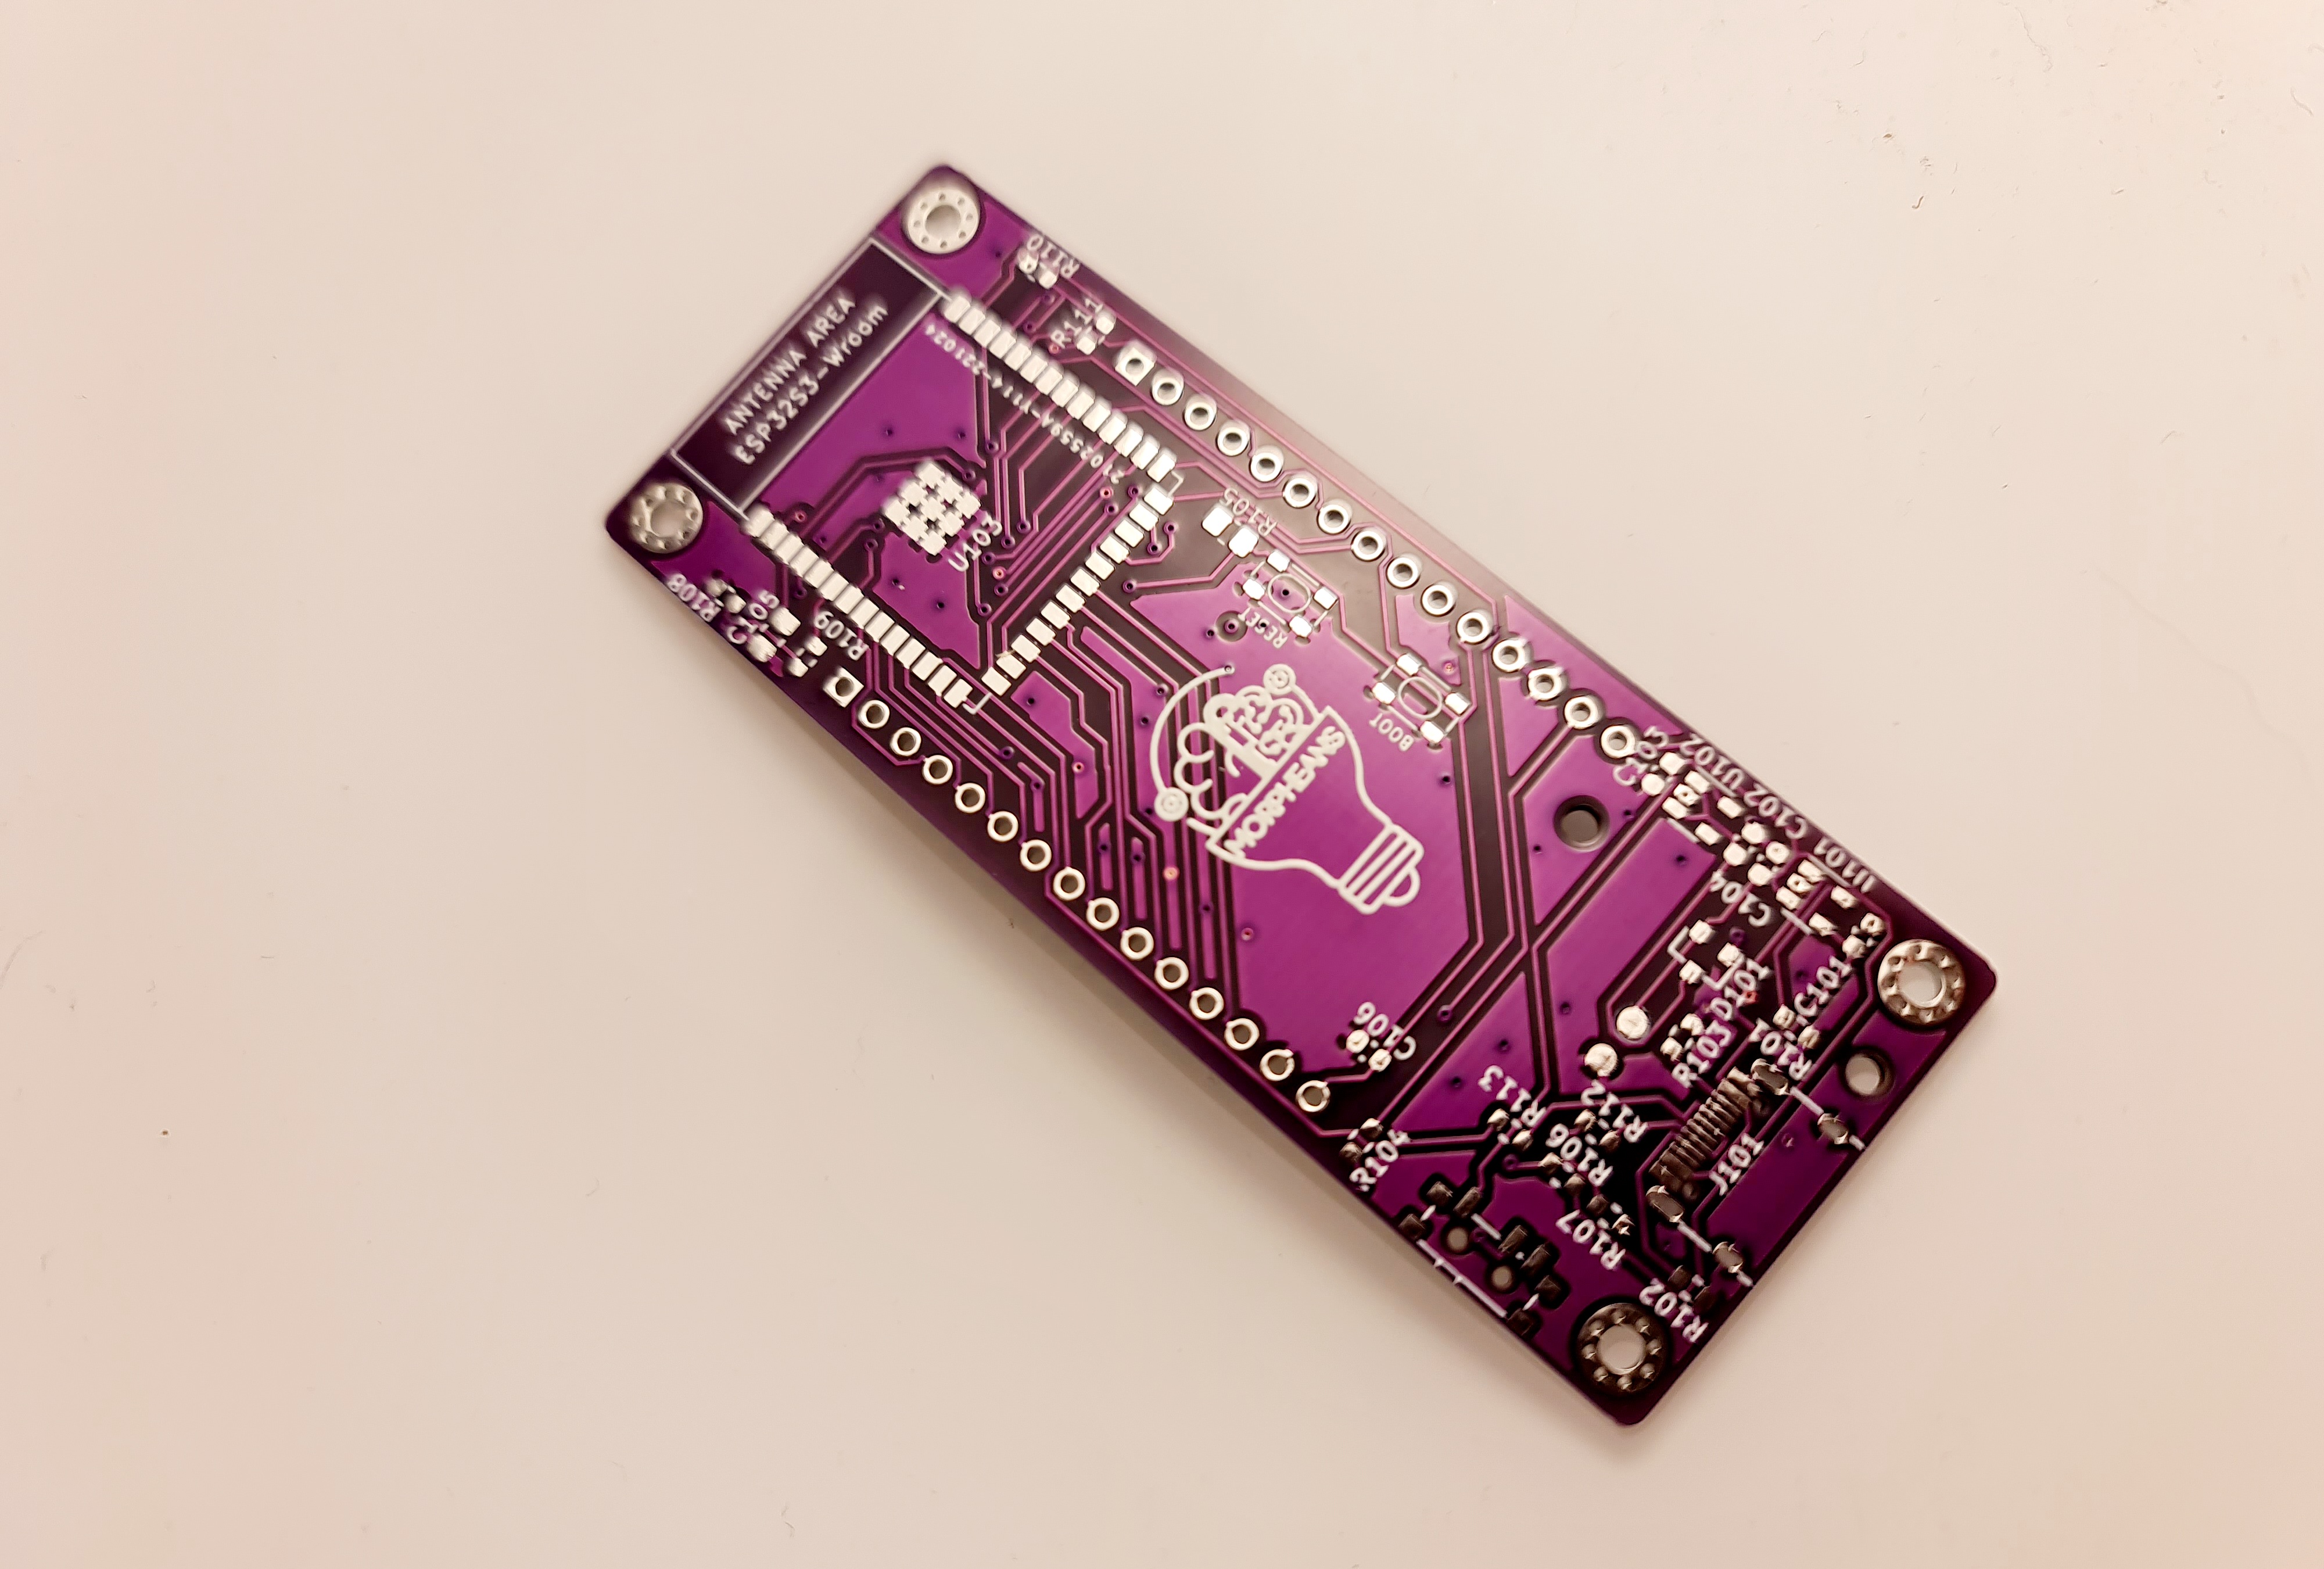 ANTENNA AREA
ESP32S3-Wroom
R110
R111
U103
R105
RESET
BOOT
R108
C105
R109
MORPHEANS
C103
U102
C102
U101
C104
D101
C101
R103
R101
C106
R113
R112
R106
R104
R107
J101
R102